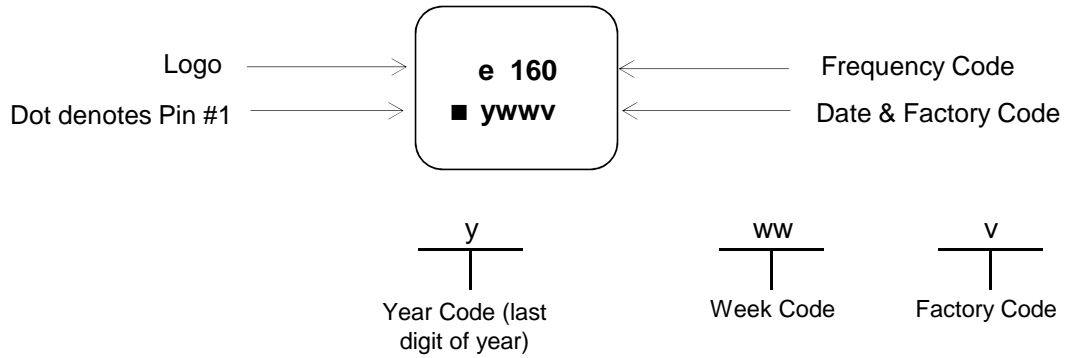 Logo
e 160
Frequency Code
Dot denotes Pin #1
■ ywwv
Date & Factory Code
y
ww
v
Year Code (last
digit of year)
Week Code
Factory Code